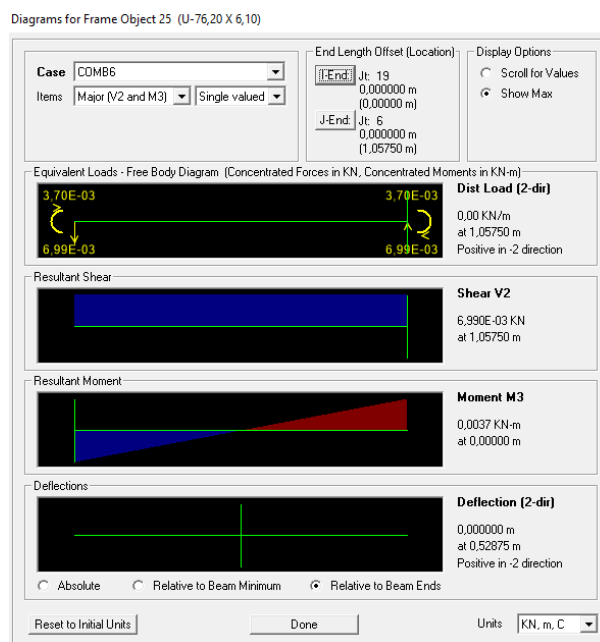 Diagrams for Frame Object 25 (U-76,20 X 6,10)
Case COMB6
Items Major (V2 and M3) Single valued
End Length Offset (Location)
I-End: Jt: 19
0,000000 m
(0,00000 m)
J-End: Jt: 6
0,000000 m
(1,05750 m)
Display Options
Scroll for Values
Show Max
Equivalent Loads - Free Body Diagram (Concentrated Forces in KN, Concentrated Moments in KN-m)
3,70E-03 3,70E-03
6,99E-03 6,99E-03
Dist Load (2-dir)
0,00 KN/m
at 1,05750 m
Positive in -2 direction
Resultant Shear
Shear V2
6,990E-03 KN
at 1,05750 m
Resultant Moment
Moment M3
0,0037 KN-m
at 0,00000 m
Deflections
Deflection (2-dir)
0,000000 m
at 0,52875 m
Positive in -2 direction
Absolute Relative to Beam Minimum Relative to Beam Ends
Reset to Initial Units Done Units KN, m, C